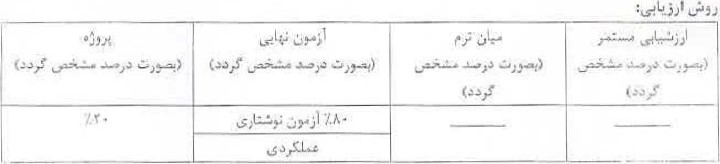 روش ارزیابی:
ارزشیابی مستمر (بصورت درصد مشخص گردد)
میان ترم (بصورت درصد مشخص گردد)
آزمون نهایی (بصورت درصد مشخص گردد)
پروژه (بصورت درصد مشخص گردد)
۸۰٪ آزمون نوشتاری
۲۰٪
عملکردی